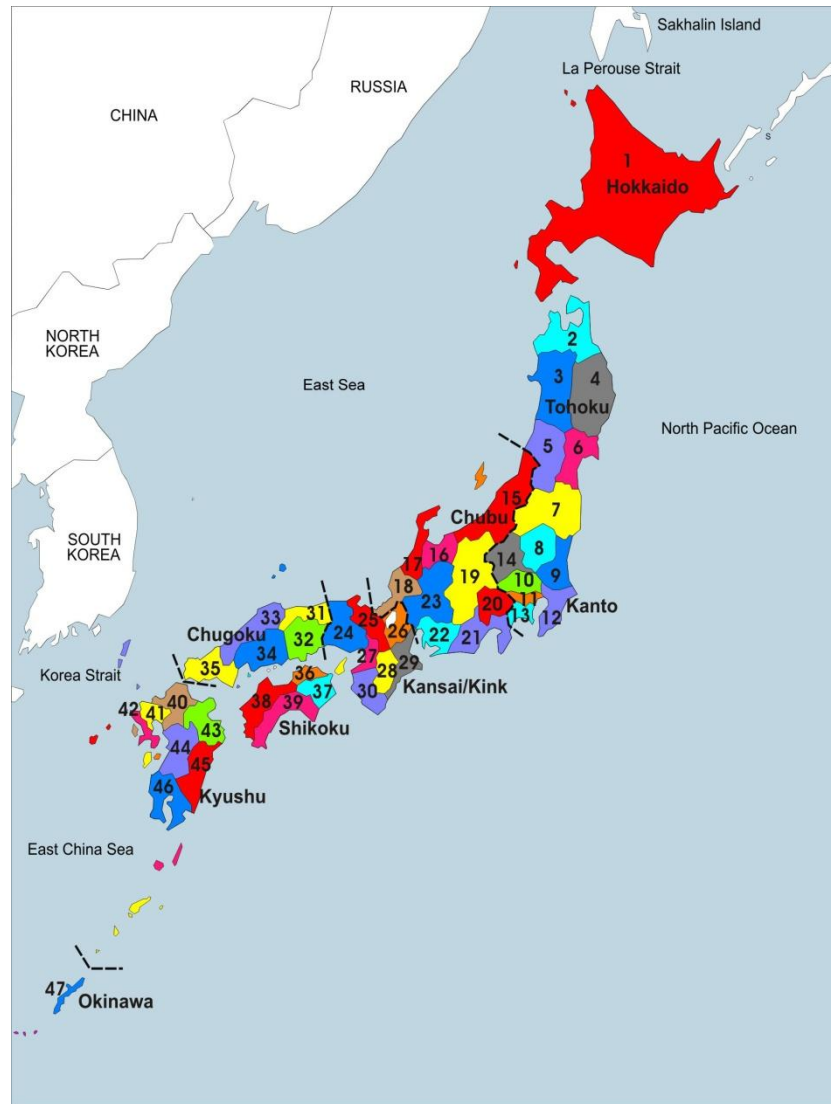 Sakhalin Island
La Perouse Strait
RUSSIA
CHINA
s
1
Hokkaido
NORTH
KOREA
2
3
4
East Sea
Tohoku
North Pacific Ocean
5
6
15
7
SOUTH
KOREA
Chubu
16
8
17
14
19
9
18
10
23
20
11
Kanto
33
31
25
13
12
Chugoku
24
26
22
21
34
32
27
29
Korea Strait
35
36
28
Kansai/Kink
37
30
38
39
40
42
41
43
Shikoku
44
45
46
Kyushu
East China Sea
47
Okinawa